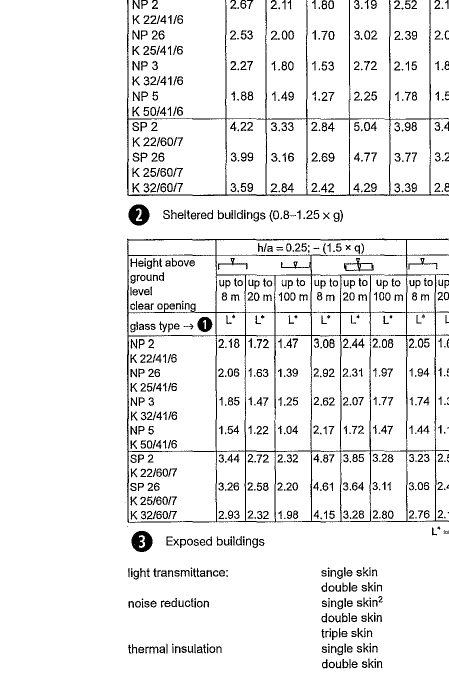 NP 2 2.67 2.11 1.80 3.19 2.52
K 22/41/6
NP 26 2.53 2.00 1.70 3.02 2.39
K 25/41/6
NP 3 2.27 1.80 1.53 2.72 2.15
K 32/41/6
NP 5 1.88 1.49 1.27 2.25 1.78
K 50/41/6
SP 2 4.22 3.33 2.84 5.04 3.98
K 22/60/7
SP 26 3.99 3.16 2.69 4.77 3.77
K 25/60/7
K 32/60/7 3.59 2.84 2.42 4.29 3.39
2 Sheltered buildings (0.8–1.25 x g)
h/a = 0.25; – (1.5 x q)
Height above
ground
level
clear opening
up to up to up to up to up to up to up to
8 m 20 m 100 m 8 m 20 m 100 m 8 m
glass type → 1 L* L* L* L* L* L* L*
NP 2 2.18 1.72 1.47 3.08 2.44 2.08 2.05
K 22/41/6
NP 26 2.06 1.63 1.39 2.92 2.31 1.97 1.94
K 25/41/6
NP 3 1.85 1.47 1.25 2.62 2.07 1.77 1.74
K 32/41/6
NP 5 1.54 1.22 1.04 2.17 1.72 1.47 1.44
K 50/41/6
SP 2 3.44 2.72 2.32 4.87 3.85 3.28 3.23
K 22/60/7
SP 26 3.26 2.58 2.20 4.61 3.64 3.11 3.06
K 25/60/7
K 32/60/7 2.93 2.32 1.98 4.15 3.28 2.80 2.76
L*
3 Exposed buildings
light transmittance: single skin
double skin
noise reduction single skin²
double skin
triple skin
thermal insulation single skin
double skin